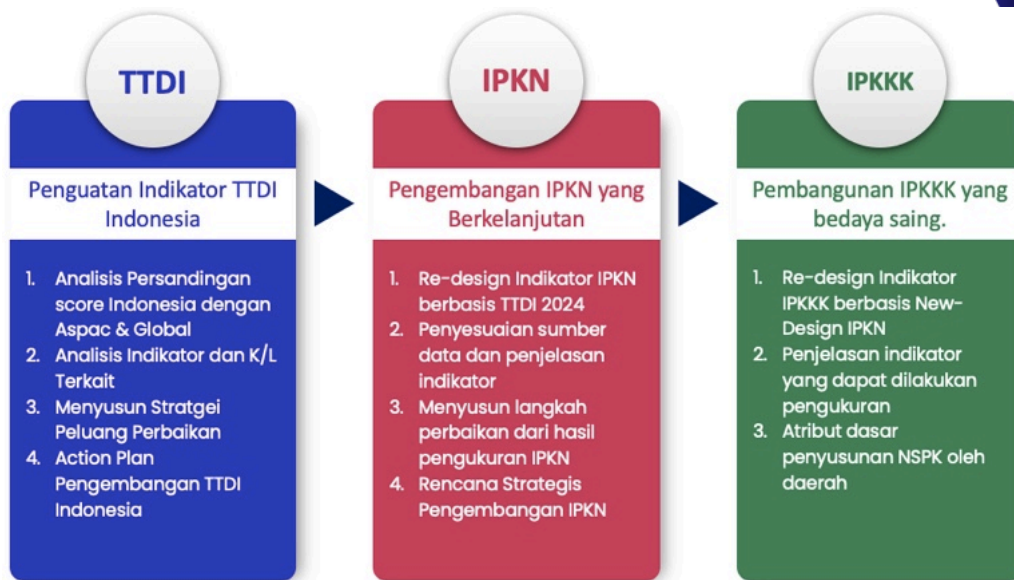 TTDI
Penguatan Indikator TTDI
Indonesia
1. Analisis Persandingan
score Indonesia dengan
Aspac & Global
2. Analisis Indikator dan K/L
Terkait
3. Menyusun Stratgei
Peluang Perbaikan
4. Action Plan
Pengembangan TTDI
Indonesia
IPKN
Pengembangan IPKN yang
Berkelanjutan
1. Re-design Indikator IPKN
berbasis TTDI 2024
2. Penyesuaian sumber
data dan penjelasan
indikator
3. Menyusun langkah
perbaikan dari hasil
pengukuran IPKN
4. Rencana Strategis
Pengembangan IPKN
IPKKK
Pembangunan IPKKK yang
bedaya saing.
1. Re-design Indikator
IPKKK berbasis New-
Design IPKN
2. Penjelasan indikator
yang dapat dilakukan
pengukuran
3. Atribut dasar
penyusunan NSPK oleh
daerah